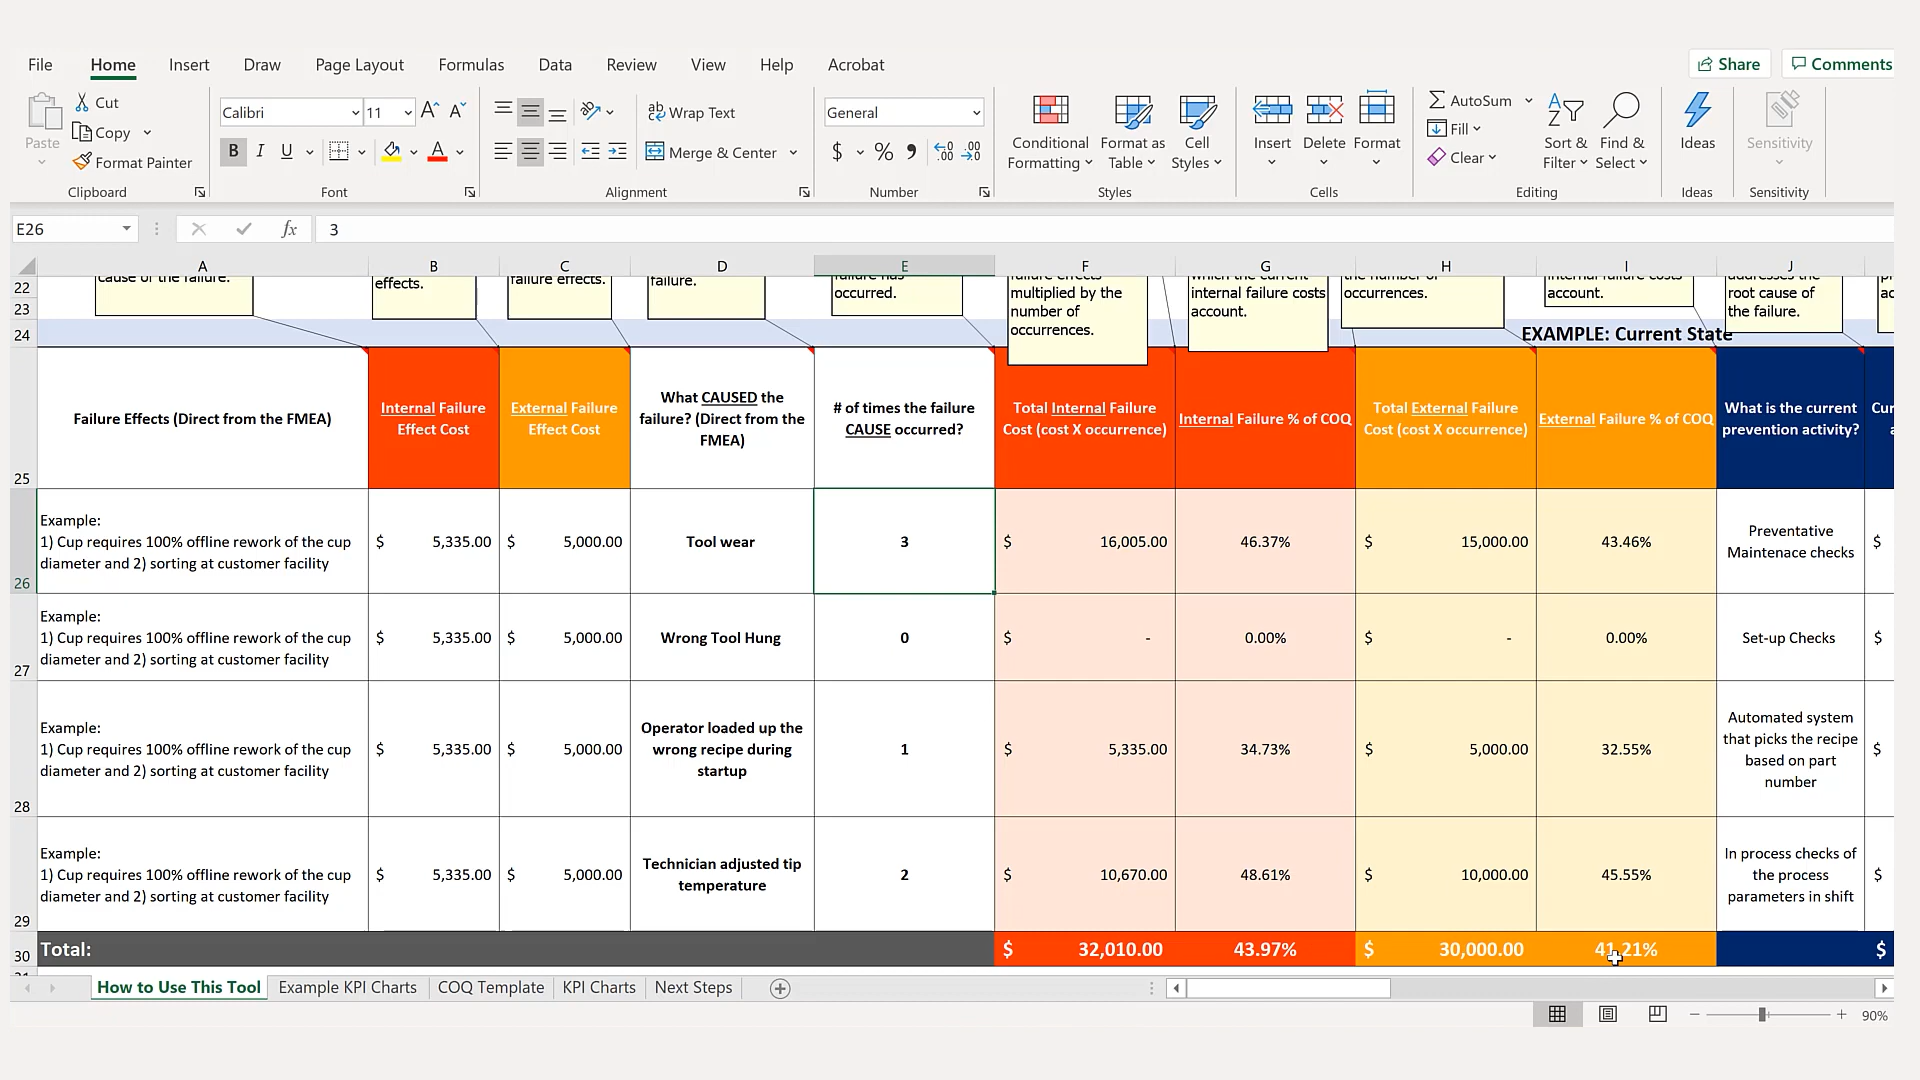 File Home Insert Draw Page Layout Formulas Data Review View Help Acrobat Share Comments
Paste
Cut
Copy
Format Painter
Clipboard
Calibri 11
B I U
Font
Wrap Text
Merge & Center
Alignment
General
$ % 9
Number
Conditional Formatting
Format as Table
Cell Styles
Styles
Insert Delete Format
Cells
AutoSum
Fill
Clear
Sort & Filter
Find & Select
Editing
Ideas
Ideas
Sensitivity
Sensitivity
E26 fx 3
A B C D E F G H I J
22 cause of the failure.
effects.
failure effects.
failure.
failure has
occurred.
failure effects
multiplied by the
number of
occurrences.
which the current
internal failure costs
account.
the number of
occurrences.
internal failure costs
account.
addresses the
root cause of
the failure.
23
24 EXAMPLE: Current State
25
Failure Effects (Direct from the FMEA)
Internal Failure
Effect Cost
External Failure
Effect Cost
What CAUSED the
failure? (Direct from the
FMEA)
# of times the failure
CAUSE occurred?
Total Internal Failure
Cost (cost X occurrence)
Internal Failure % of COQ
Total External Failure
Cost (cost X occurrence)
External Failure % of COQ
What is the current
prevention activity?
26
Example:
1) Cup requires 100% offline rework of the cup
diameter and 2) sorting at customer facility
$ 5,335.00 $ 5,000.00 Tool wear 3 $ 16,005.00 46.37% $ 15,000.00 43.46%
Preventative
Maintenace checks
$
27
Example:
1) Cup requires 100% offline rework of the cup
diameter and 2) sorting at customer facility
$ 5,335.00 $ 5,000.00 Wrong Tool Hung 0 $ - 0.00% $ - 0.00% Set-up Checks $
28
Example:
1) Cup requires 100% offline rework of the cup
diameter and 2) sorting at customer facility
$ 5,335.00 $ 5,000.00
Operator loaded up the
wrong recipe during
startup
1 $ 5,335.00 34.73% $ 5,000.00 32.55%
Automated system
that picks the recipe
based on part
number
$
29
Example:
1) Cup requires 100% offline rework of the cup
diameter and 2) sorting at customer facility
$ 5,335.00 $ 5,000.00
Technician adjusted tip
temperature
2 $ 10,670.00 48.61% $ 10,000.00 45.55%
In process checks of
the process
parameters in shift
$
30 Total: $ 32,010.00 43.97% $ 30,000.00 41.21% $
How to Use This Tool Example KPI Charts COQ Template KPI Charts Next Steps
90%